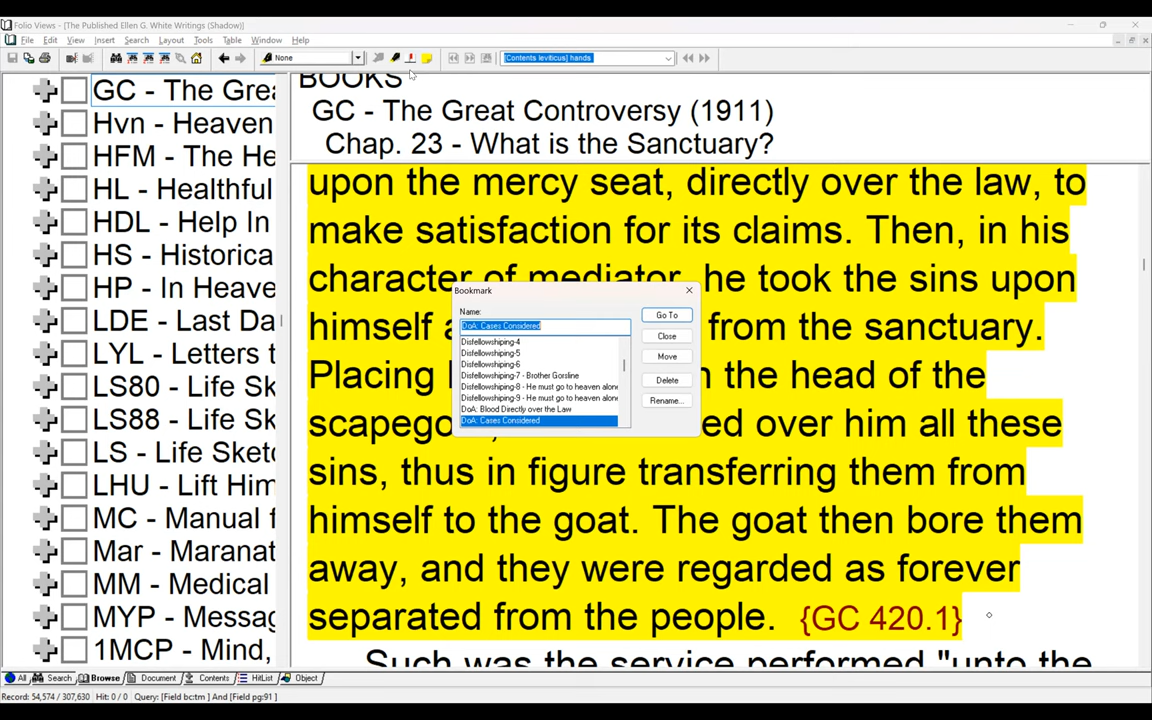 Folio Views - [The Published Ellen G. White Writings (Shadow)]
File Edit View Insert Search Layout Tools Table Window Help
None
[Contents leviticus] hands
GC - The Grea
Hvn - Heaven
HFM - The He
HL - Healthful
HDL - Help In
HS - Historica
HP - In Heave
LDE - Last Da
LYL - Letters t
LS80 - Life Sk
LS88 - Life Sk
LS - Life Sketc
LHU - Lift Him
MC - Manual f
Mar - Maranat
MM - Medical
MYP - Messag
1MCP - Mind,
BOOKS
GC - The Great Controversy (1911)
Chap. 23 - What is the Sanctuary?
upon the mercy seat, directly over the law, to
make satisfaction for its claims. Then, in his
character of mediator, he took the sins upon
himself a from the sanctuary.
Placing the head of the
scapego ed over him all these
sins, thus in figure transferring them from
himself to the goat. The goat then bore them
away, and they were regarded as forever
separated from the people. {GC 420.1}
Such was the service performed "unto the
Bookmark
Name:
DoA: Cases Considered
Disfellowshiping-4
Disfellowshiping-5
Disfellowshiping-6
Disfellowshiping-7 - Brother Gorsline
Disfellowshiping-8 - He must go to heaven alone
Disfellowshiping-9 - He must go to heaven alone
DoA: Blood Directly over the Law
DoA: Cases Considered
Go To
Close
Move
Delete
Rename...
All Search Browse Document Contents HitList Object
Record: 54,574 / 307,630 Hit: 0 / 0 Query: [Field bc:tm ] And [Field pg:91 ]